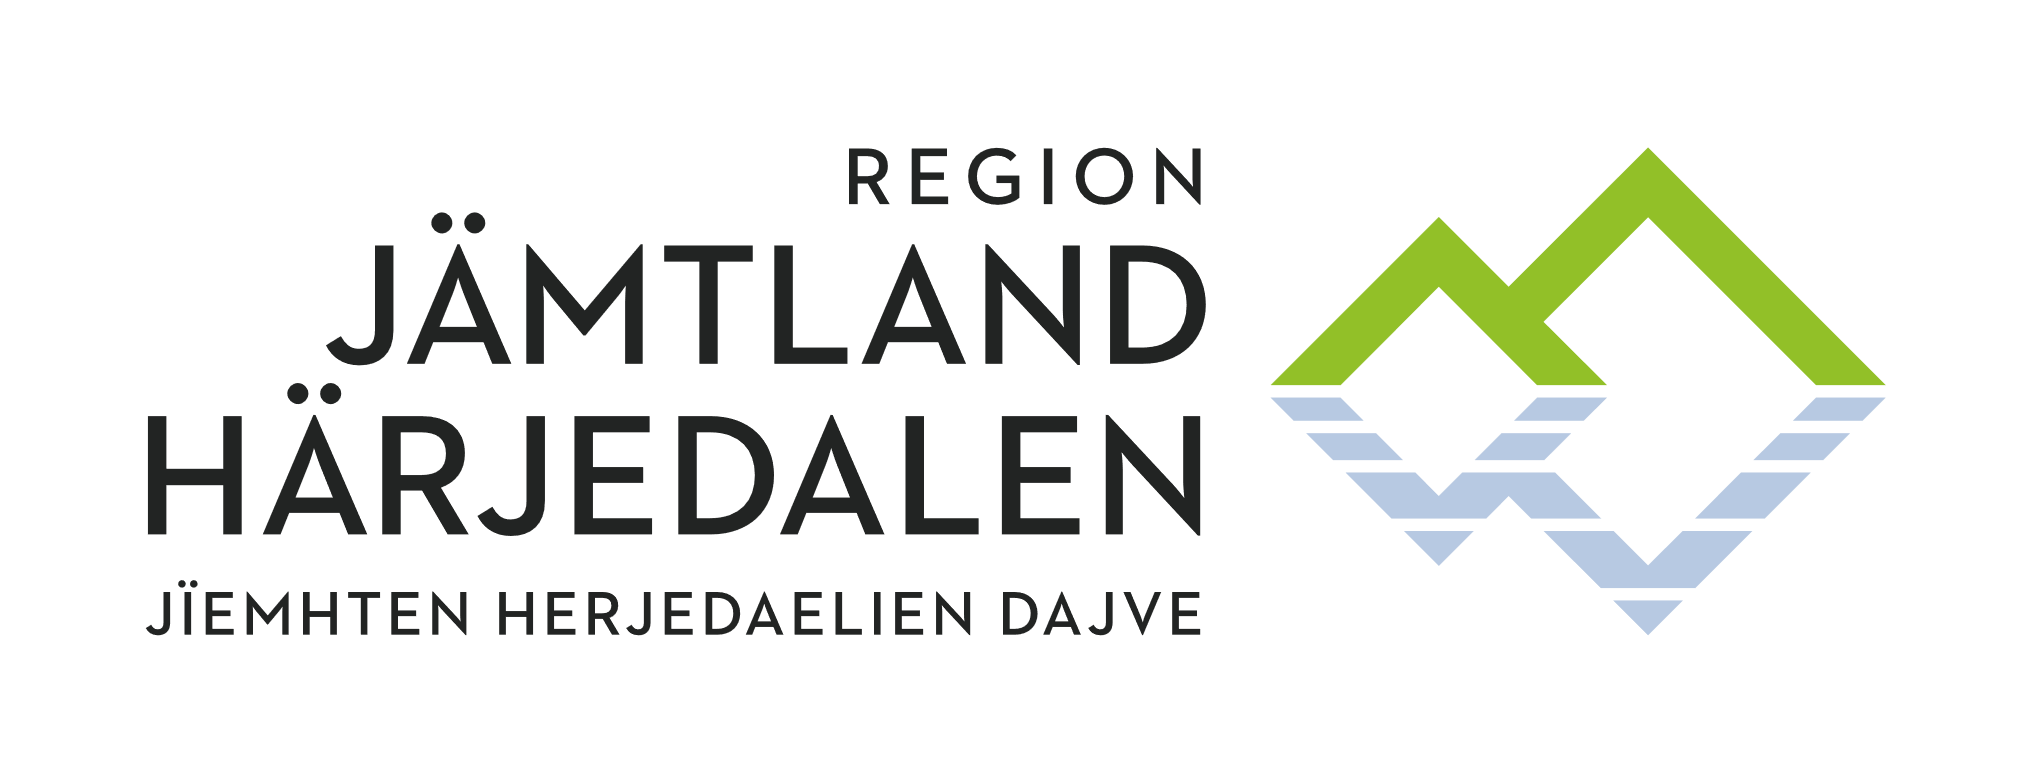 REGION
JÄMTLAND
HÄRJEDALEN
JÏEMHTEN HERJEDAELIEN DAJVE